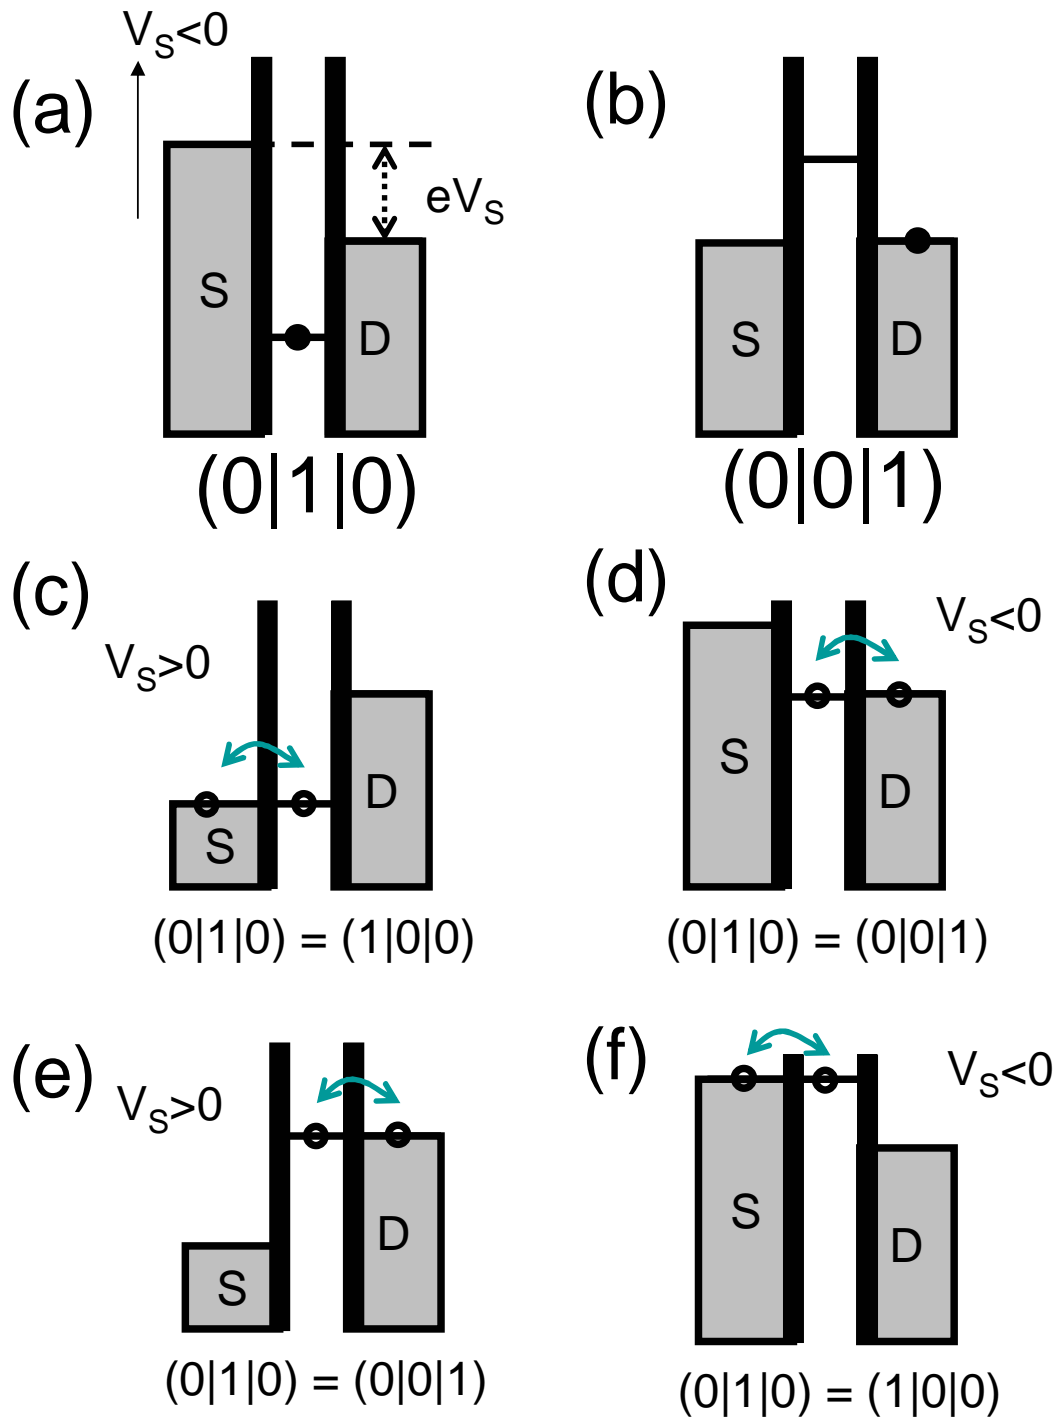 V_S<0
(a)
eV_S
S
D
(0|1|0)
(b)
S
D
(0|0|1)
(c)
V_S>0
S
D
(0|1|0) = (1|0|0)
(d)
V_S<0
S
D
(0|1|0) = (0|0|1)
(e)
V_S>0
S
D
(0|1|0) = (0|0|1)
(f)
V_S<0
S
D
(0|1|0) = (1|0|0)